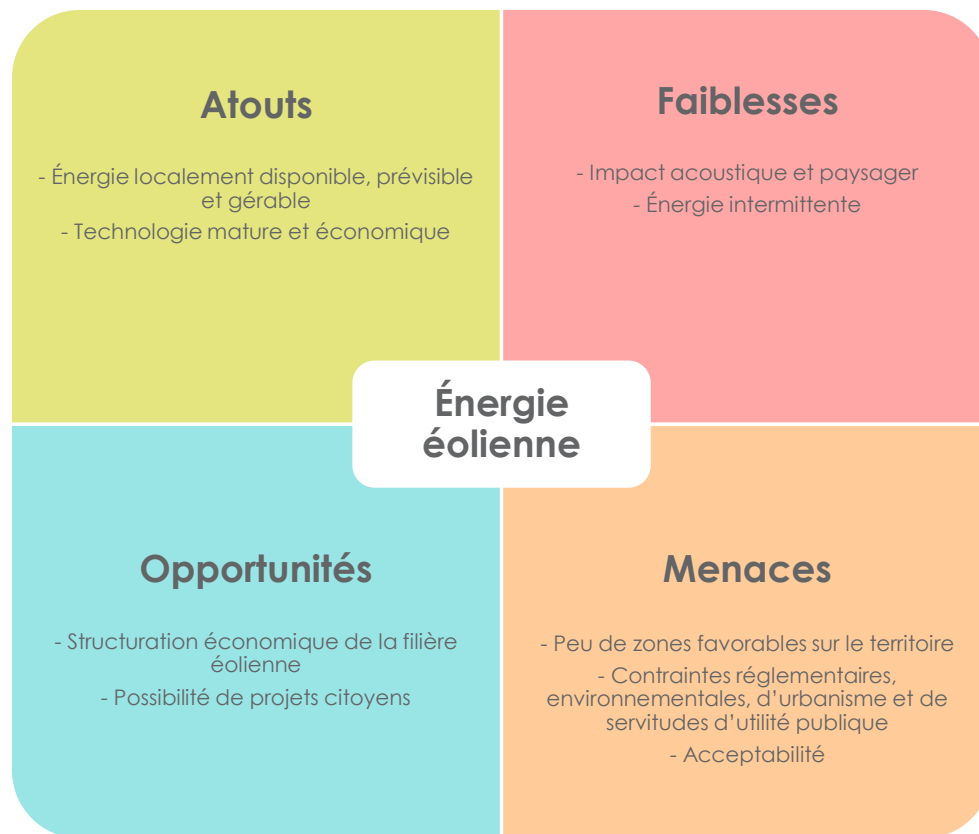 Atouts
- Énergie localement disponible, prévisible
et gérable
- Technologie mature et économique
Faiblesses
- Impact acoustique et paysager
- Énergie intermittente
Énergie
éolienne
Opportunités
- Structuration économique de la filière
éolienne
- Possibilité de projets citoyens
Menaces
- Peu de zones favorables sur le territoire
- Contraintes réglementaires,
environnementales, d’urbanisme et de
servitudes d’utilité publique
- Acceptabilité